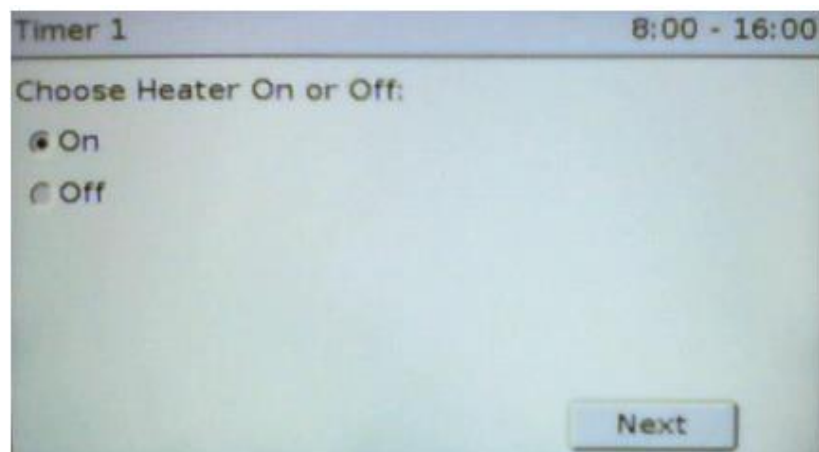 Timer 1 8:00 - 16:00
Choose Heater On or Off:
On
Off
Next